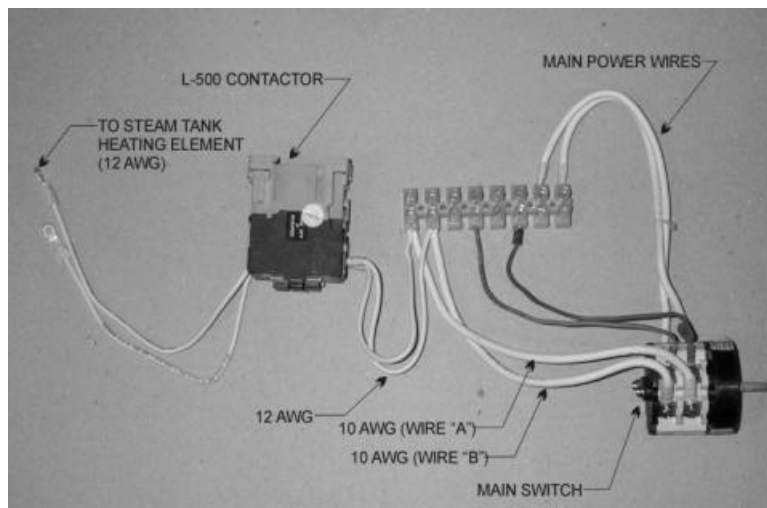 MAIN POWER WIRES
L-500 CONTACTOR
TO STEAM TANK
HEATING ELEMENT
(12 AWG)
12 AWG
10 AWG (WIRE "A")
10 AWG (WIRE "B")
MAIN SWITCH